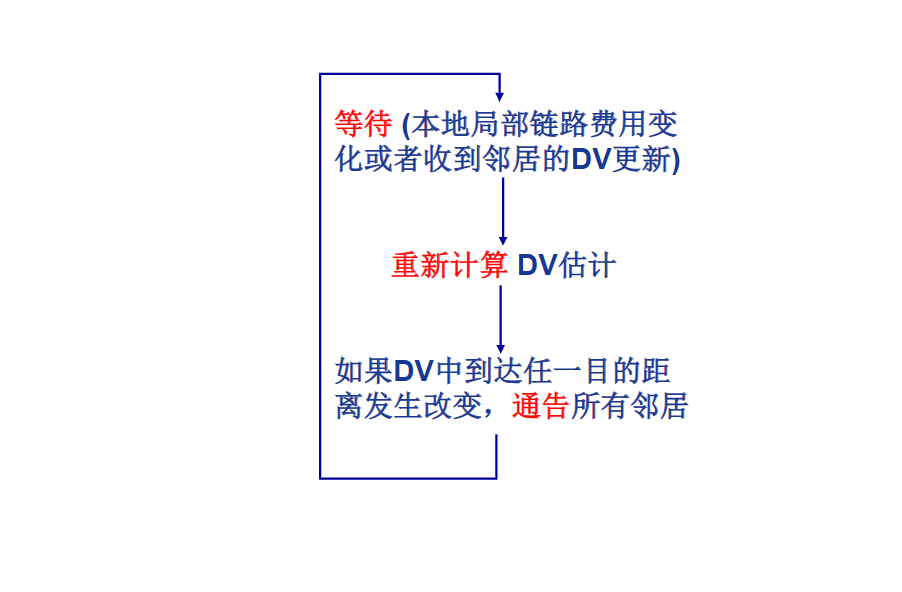 等待 (本地局部链路费用变
化或者收到邻居的DV更新)
重新计算 DV估计
如果DV中到达任一目的距
离发生改变，通告所有邻居